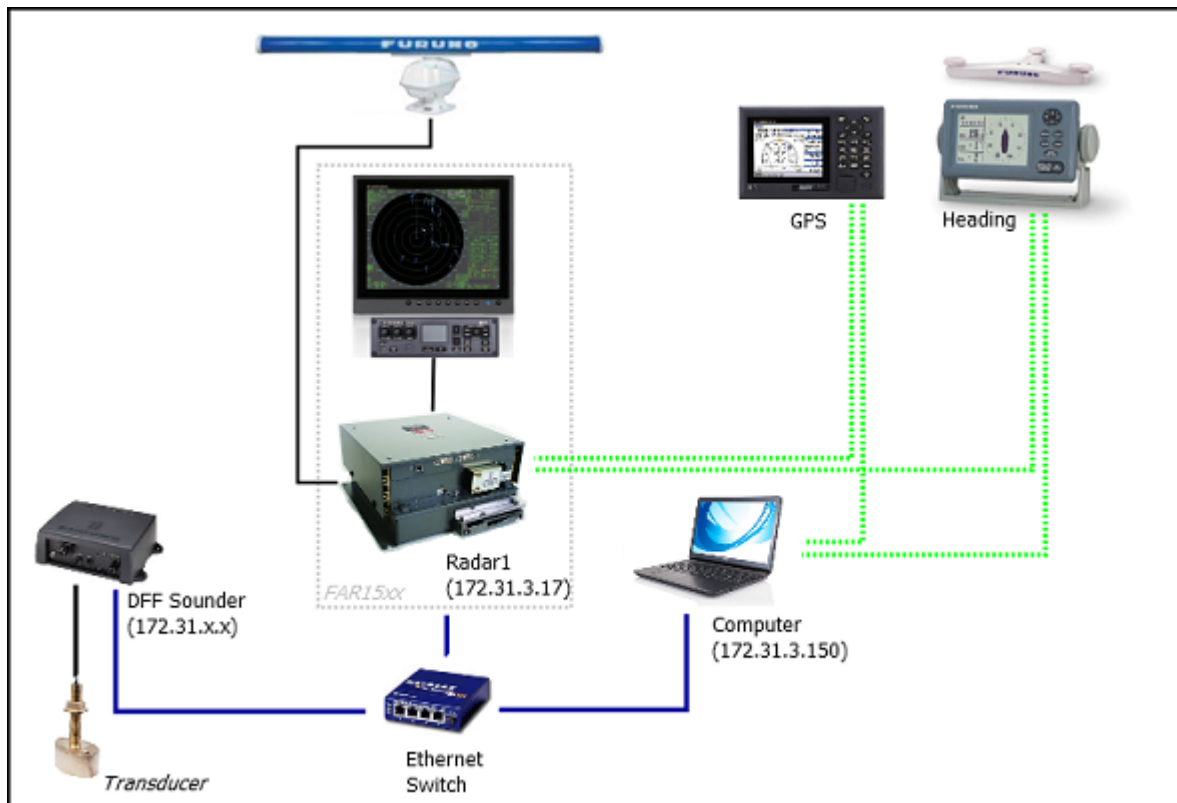 FURUNO
FURUNO
GPS
Heading
Radar1
(172.31.3.17)
FAR15xx
DFF Sounder
(172.31.x.x)
Computer
(172.31.3.150)
Ethernet
Switch
Transducer